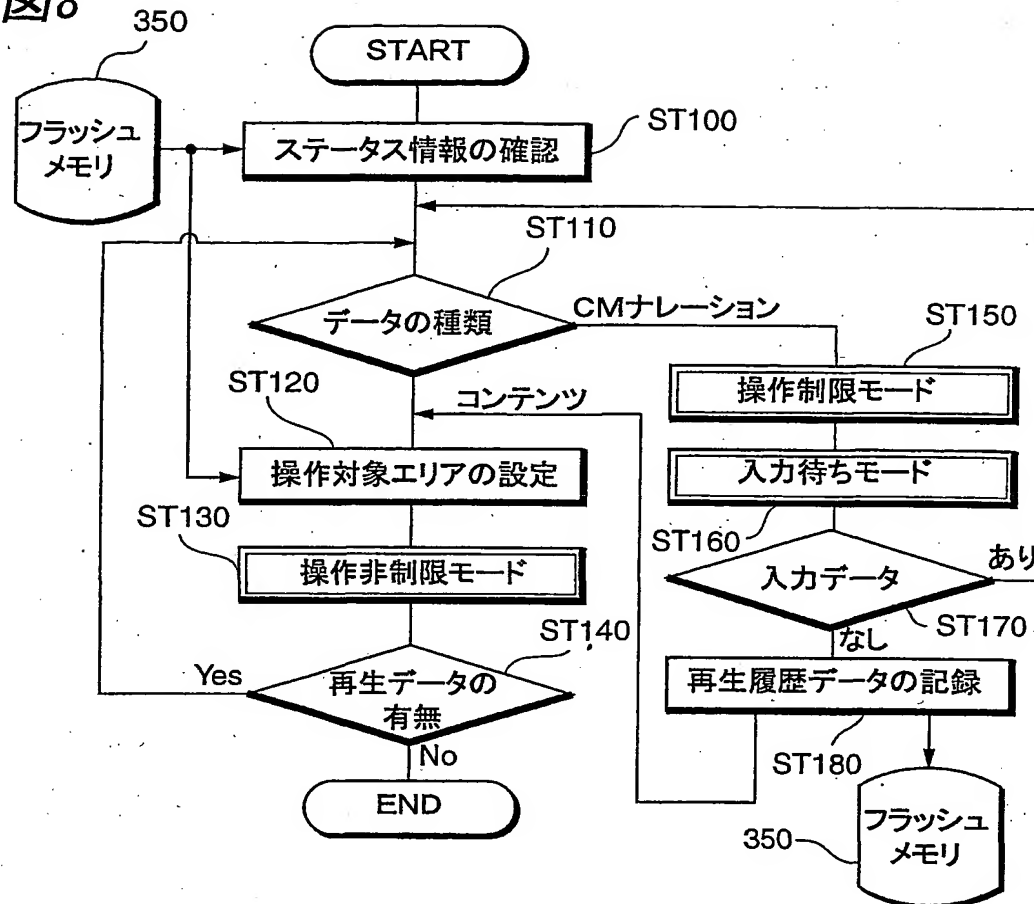 図8
350
START
フラッシュ
メモリ
ステータス情報の確認
ST100
ST110
データの種類
CMナレーション
ST150
操作制限モード
ST120
コンテンツ
操作対象エリアの設定
入力待ちモード
ST130
ST160
操作非制限モード
入力データ
あり
ST170
なし
ST140
Yes
再生データの
有無
再生履歴データの記録
No
ST180
END
350
フラッシュ
メモリ